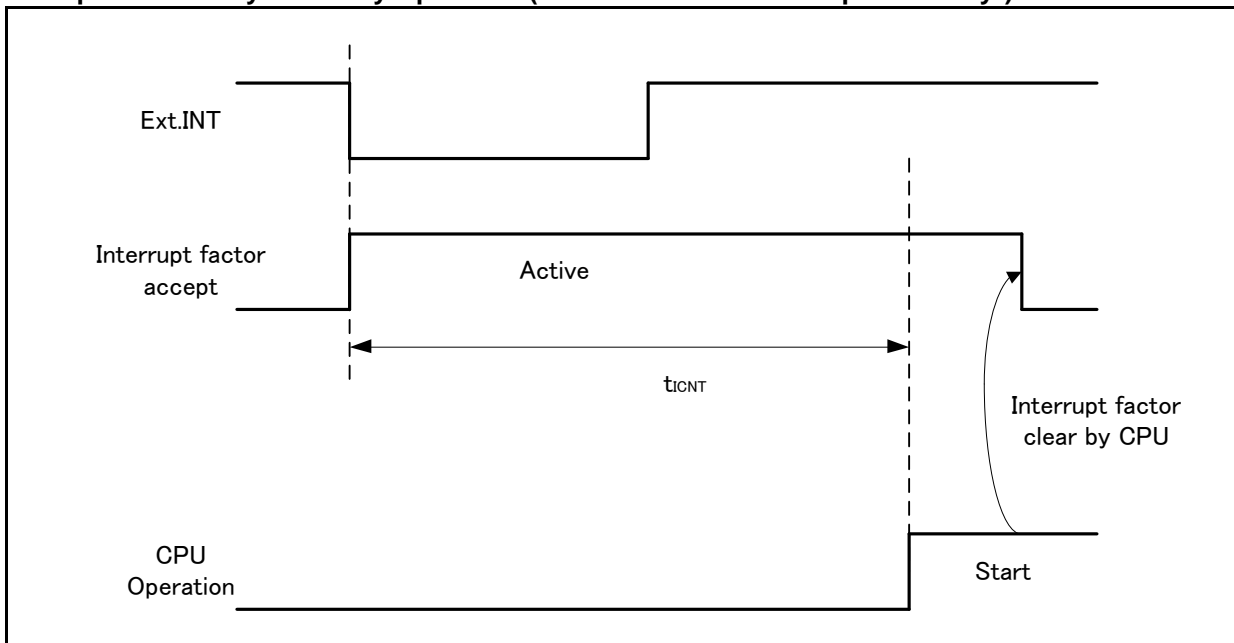 Ext.INT
Interrupt factor
accept
Active
tICNT
Interrupt factor
clear by CPU
CPU
Operation
Start